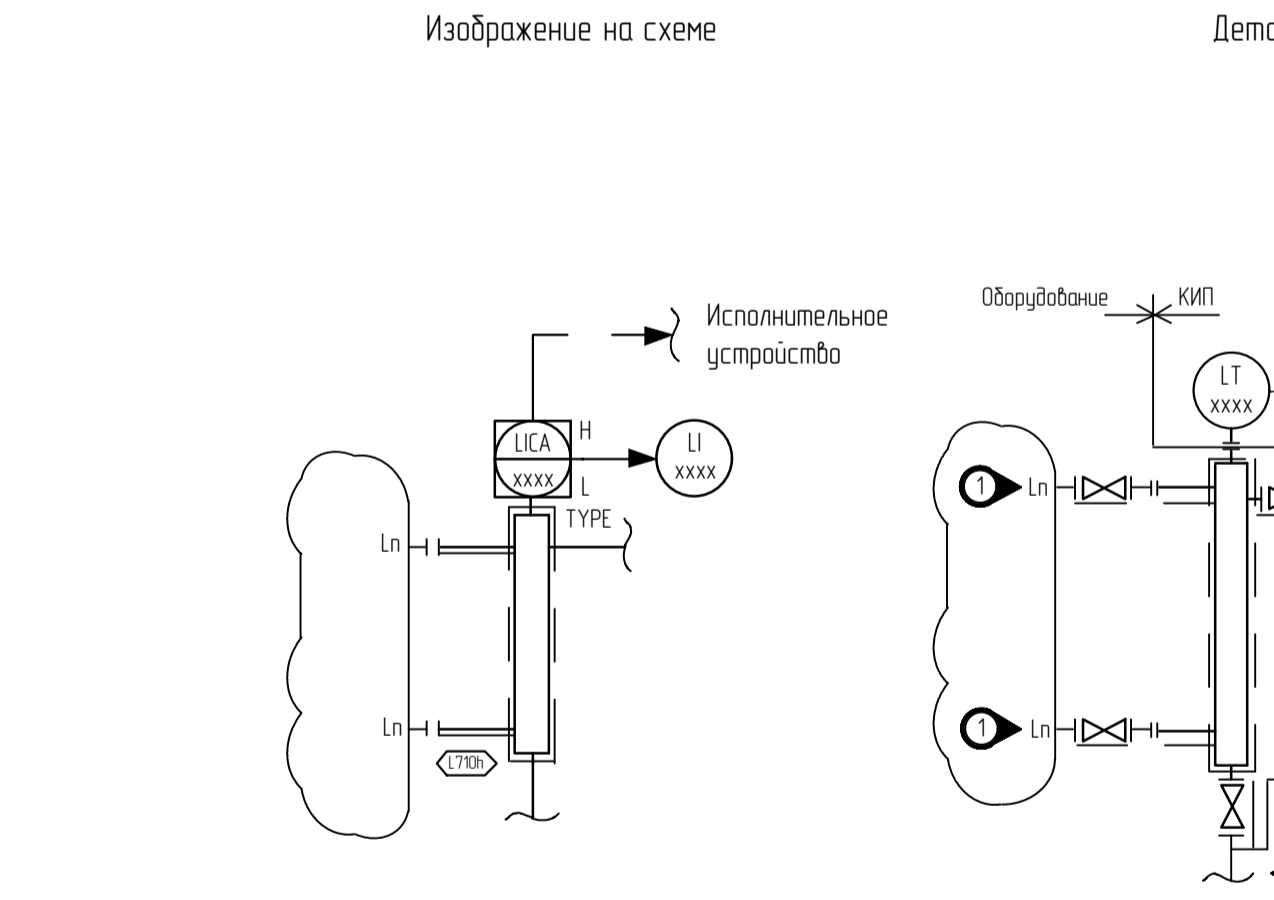 Изображение на схеме
Исполнительное
устройство
LICA
XXXX
H
L
TYPE
LI
XXXX
Ln
Ln
L710h
Оборудование
КИП
LT
XXXX
1
Ln
1
Ln